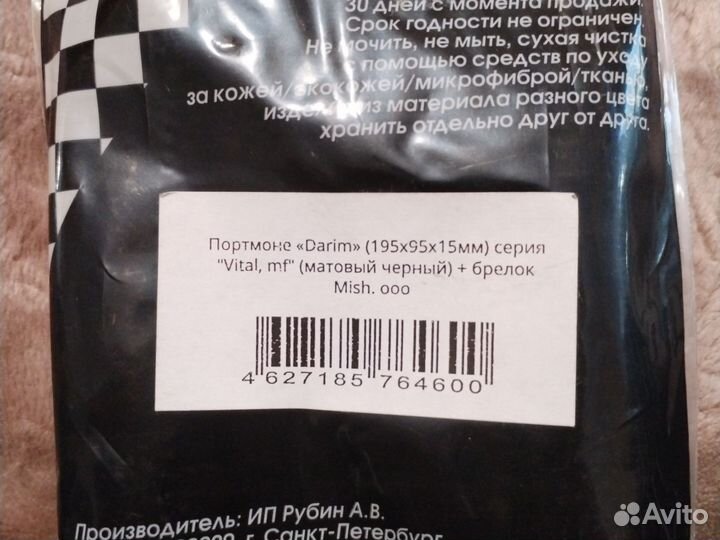 30 дней с момента продажи.
Срок годности не ограничен.
Не мочить, не мыть, сухая чистка
с помощью средств по уходу
за кожей/экокожей/микрофиброй/тканью,
изделия из материала разного цвета
хранить отдельно друг от друга.
Портмоне «Darim» (195x95x15мм) серия
"Vital, mf" (матовый черный) + брелок
Mish. ooo
4 627185 764600
Производитель: ИП Рубин А.В.
г. Санкт-Петербург
Avito